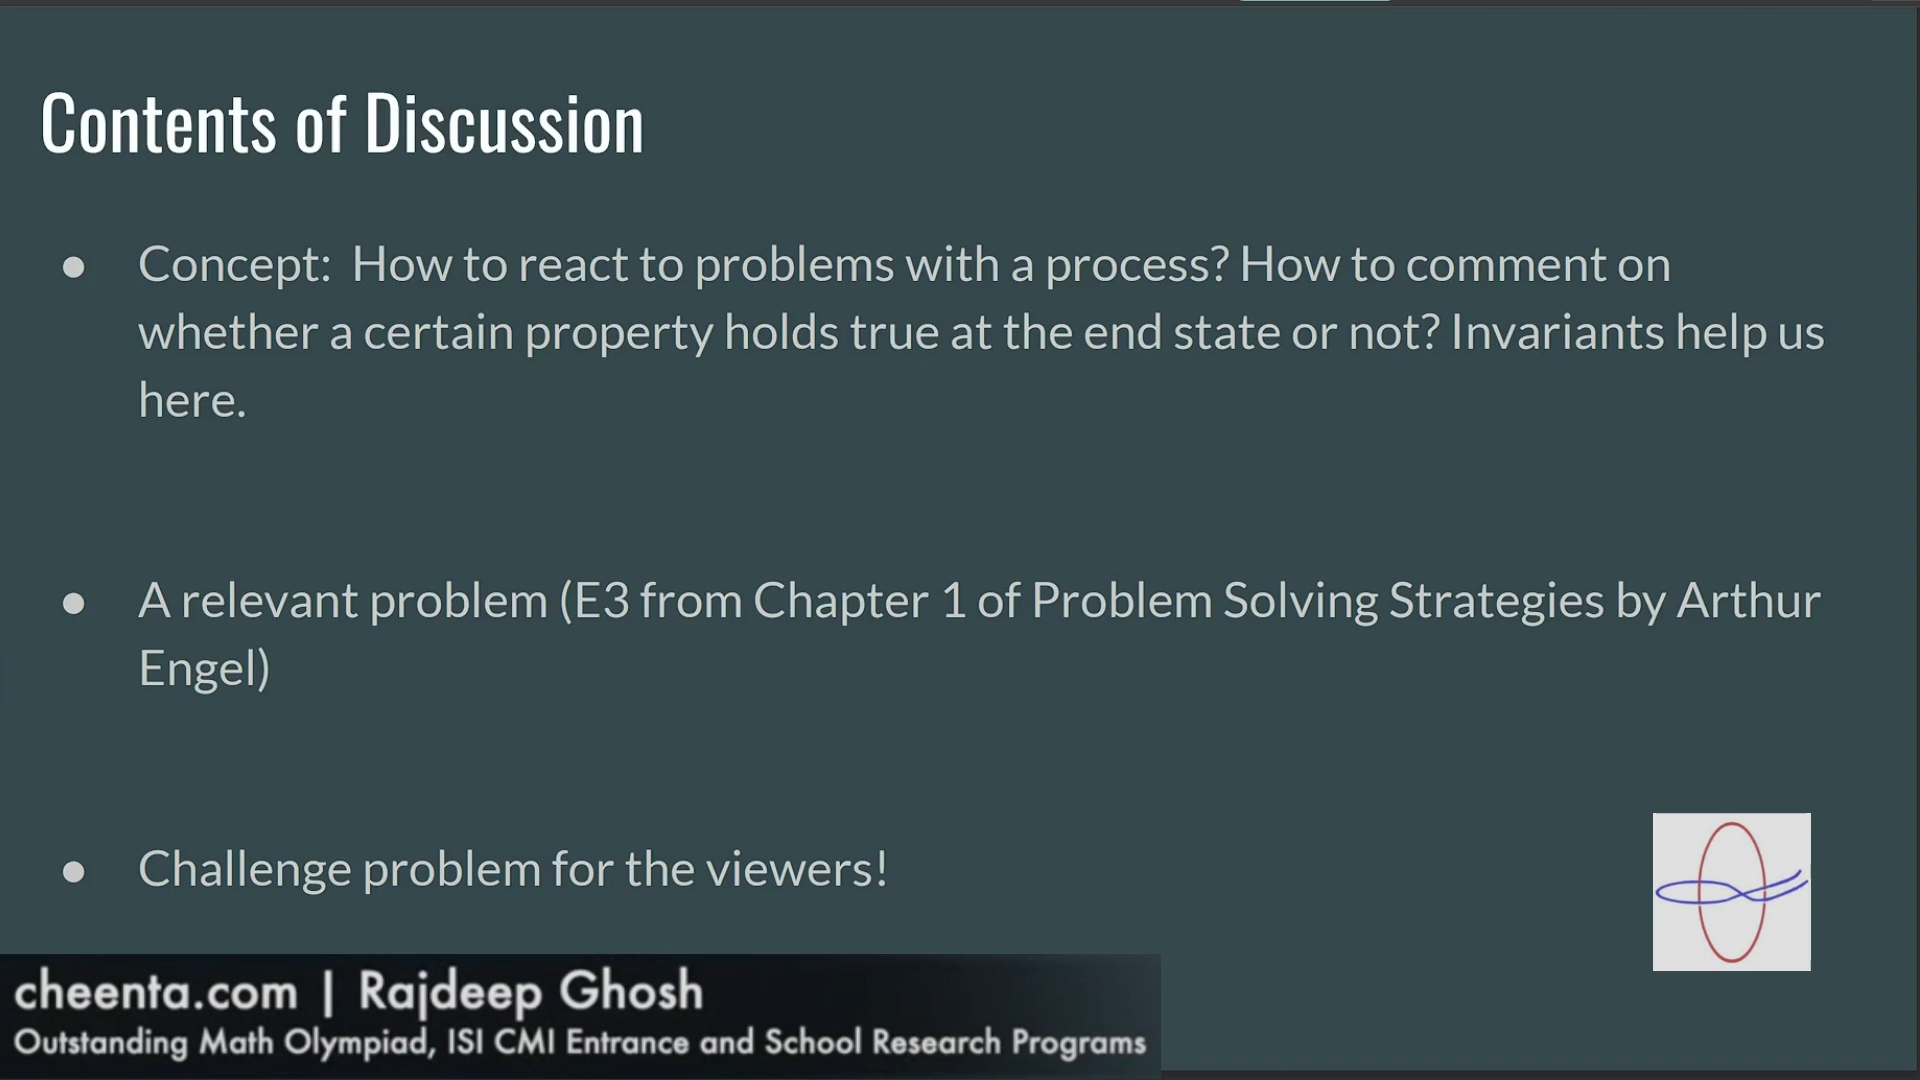 Contents of Discussion
● Concept: How to react to problems with a process? How to comment on
whether a certain property holds true at the end state or not? Invariants help us
here.
● A relevant problem (E3 from Chapter 1 of Problem Solving Strategies by Arthur
Engel)
● Challenge problem for the viewers!
cheenta.com | Rajdeep Ghosh
Outstanding Math Olympiad, ISI CMI Entrance and School Research Programs